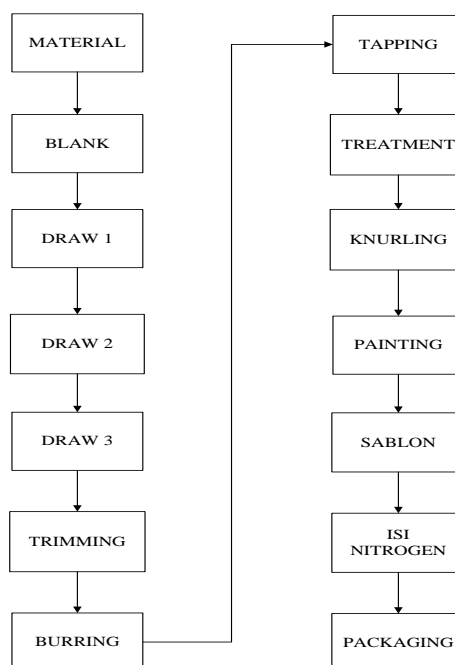 MATERIAL
BLANK
DRAW 1
DRAW 2
DRAW 3
TRIMMING
BURRING
TAPPING
TREATMENT
KNURLING
PAINTING
SABLON
ISI
NITROGEN
PACKAGING